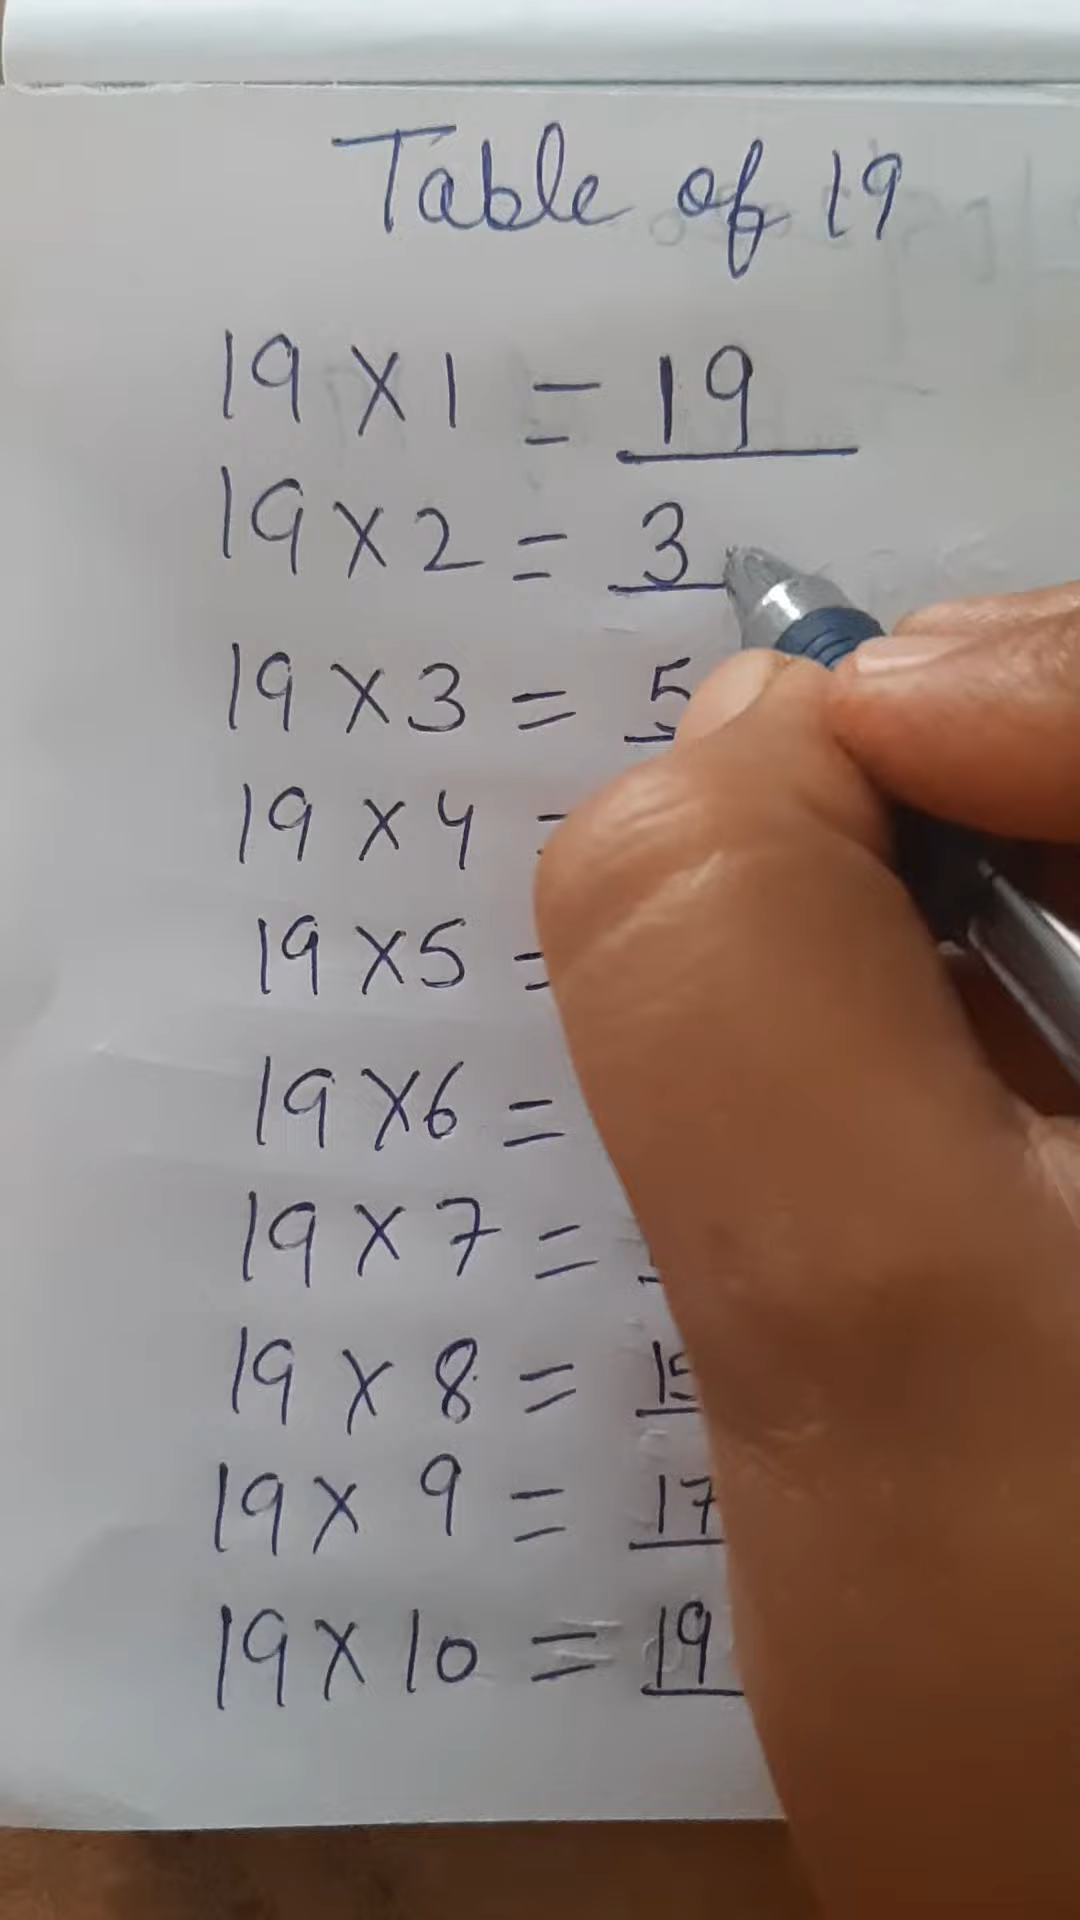 Table of 19
19 × 1 = 19
19 × 2 = 3
19 × 3 = 5
19 × 4 =
19 × 5 =
19 × 6 =
19 × 7 =
19 × 8 = 15
19 × 9 = 17
19 × 10 = 19